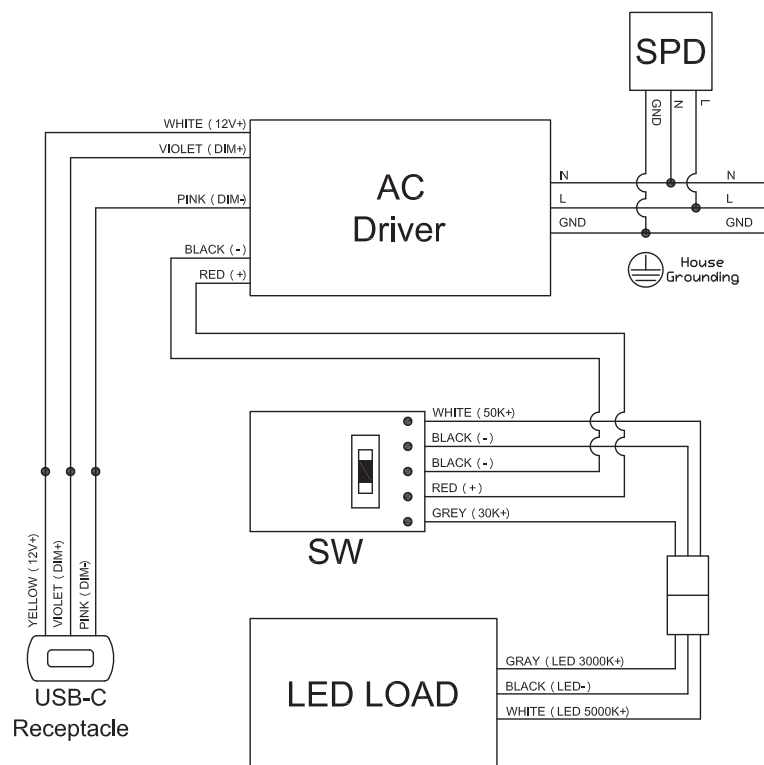 SPD
GND
N
L
WHITE (12V+)
VIOLET (DIM+)
PINK (DIM-)
BLACK (-)
RED (+)
AC
Driver
N
L
GND
N
L
GND
House
Grounding
WHITE (50K+)
BLACK (-)
BLACK (-)
RED (+)
GREY (30K+)
SW
YELLOW (12V+)
VIOLET (DIM+)
PINK (DIM-)
USB-C
Receptacle
LED LOAD
GRAY (LED 3000K+)
BLACK (LED-)
WHITE (LED 5000K+)